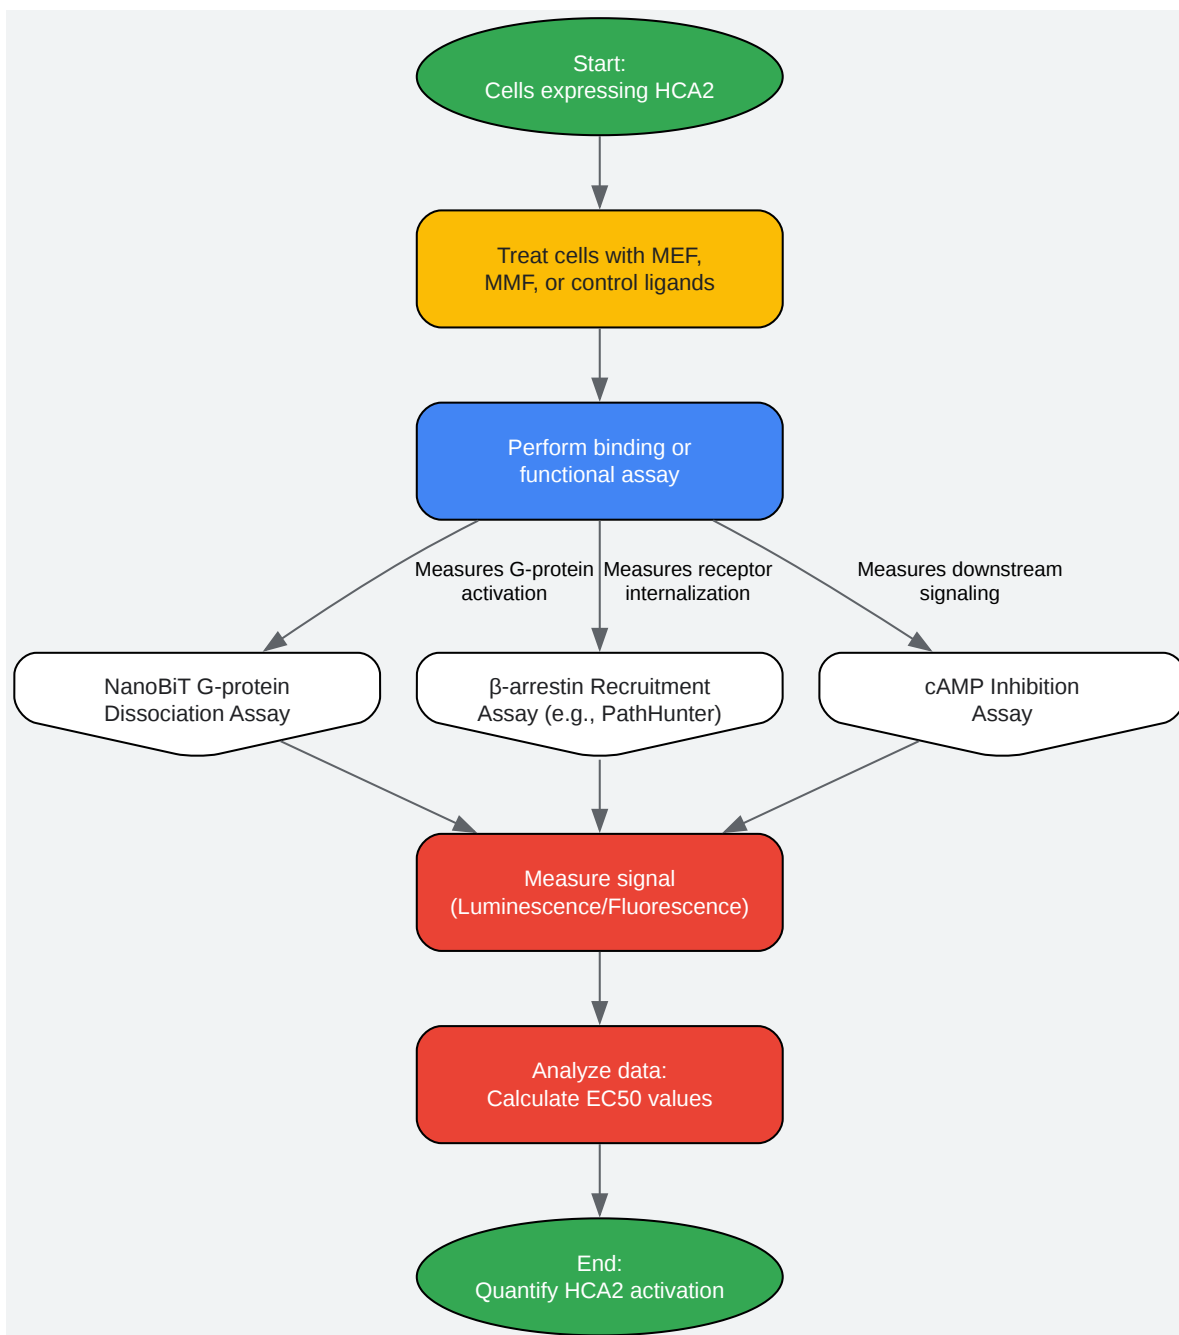 Start:
Cells expressing HCA2
Treat cells with MEF,
MMF, or control ligands
Perform binding or
functional assay
Measures G-protein
activation
Measures receptor
internalization
Measures downstream
signaling
NanoBiT G-protein
Dissociation Assay
β-arrestin Recruitment
Assay (e.g., PathHunter)
cAMP Inhibition
Assay
Measure signal
(Luminescence/Fluorescence)
Analyze data:
Calculate EC50 values
End:
Quantify HCA2 activation